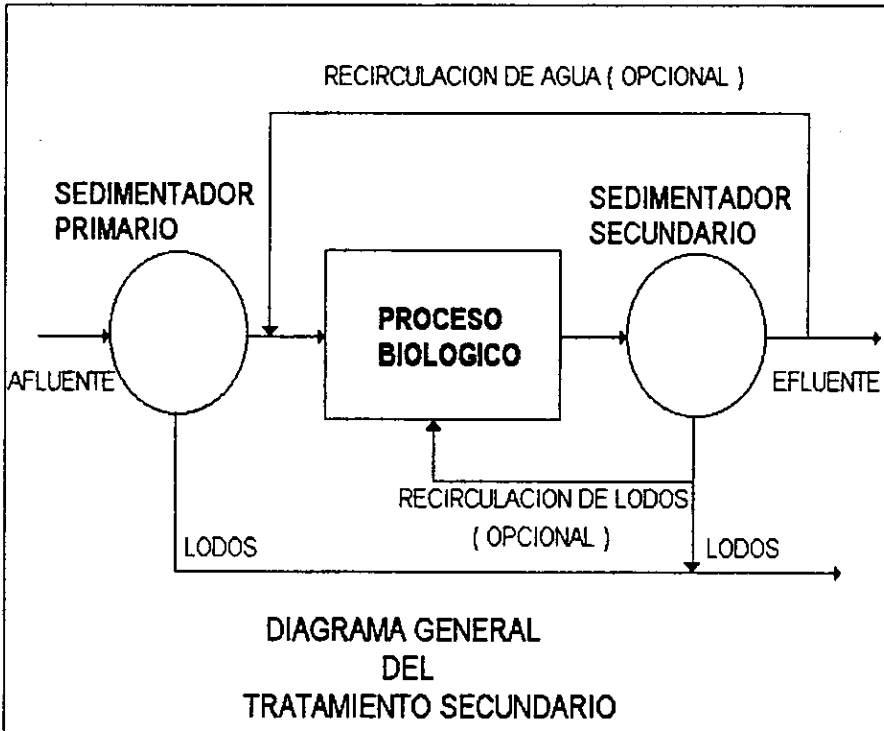 RECIRCULACION DE AGUA ( OPCIONAL )
SEDIMENTADOR
PRIMARIO
SEDIMENTADOR
SECUNDARIO
PROCESO
BIOLOGICO
AFLUENTE
EFLUENTE
RECIRCULACION DE LODOS
( OPCIONAL )
LODOS
LODOS
DIAGRAMA GENERAL
DEL
TRATAMIENTO SECUNDARIO